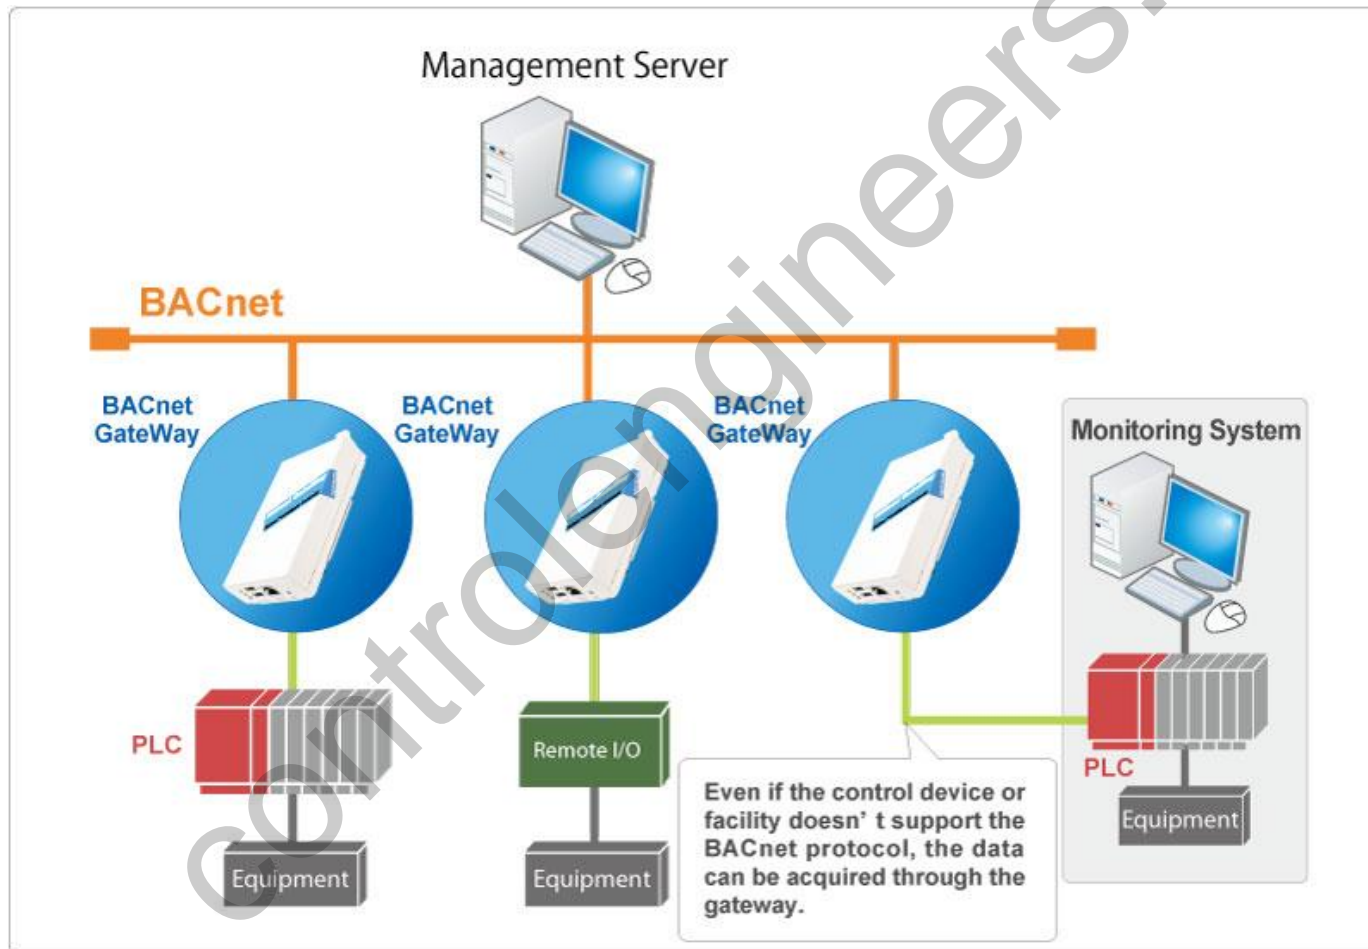 Management Server
BACnet
BACnet
GateWay
BACnet
GateWay
BACnet
GateWay
Monitoring System
PLC
Remote I/O
PLC
Equipment
Equipment
Equipment
Even if the control device or
facility doesn’ t support the
BACnet protocol, the data
can be acquired through the
gateway.
controlengineers.